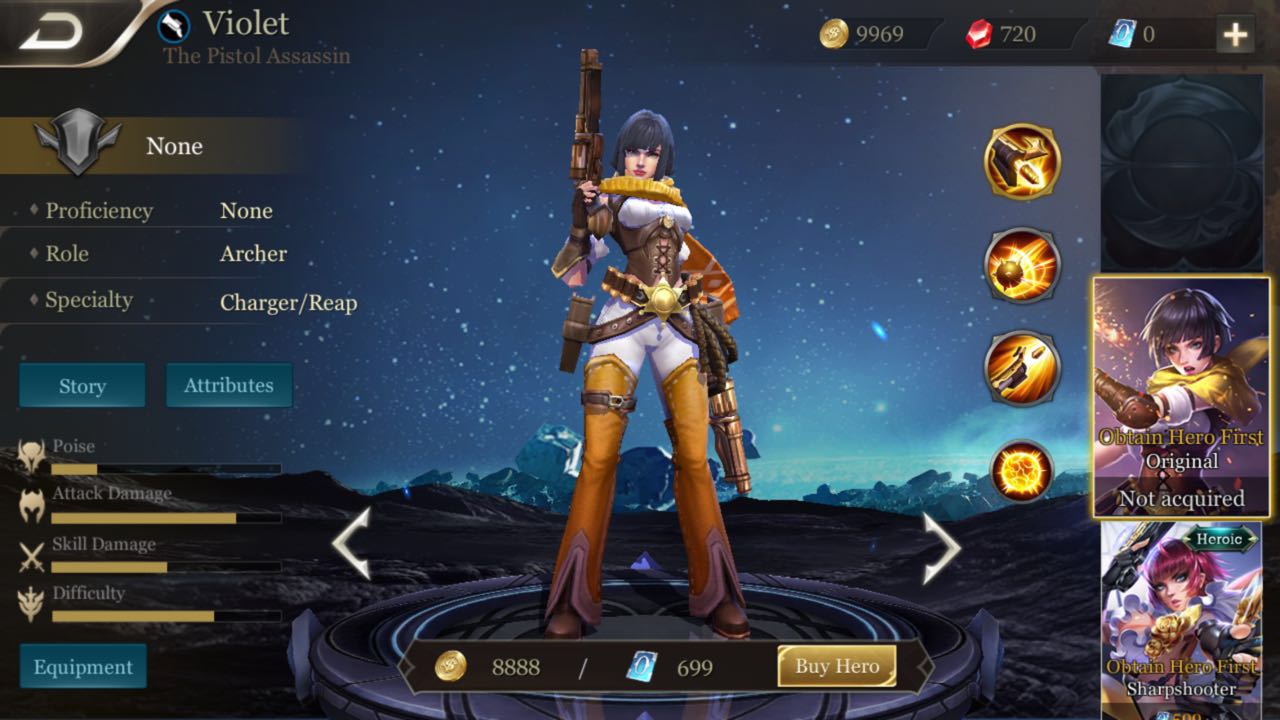 Violet
The Pistol Assassin
9969
720
0
None
Proficiency None
Role Archer
Specialty Charger/Reap
Story
Attributes
Poise
Attack Damage
Skill Damage
Difficulty
Equipment
8888 / 699
Buy Hero
Obtain Hero First
Original
Not acquired
Heroic
Obtain Hero First
Sharpshooter